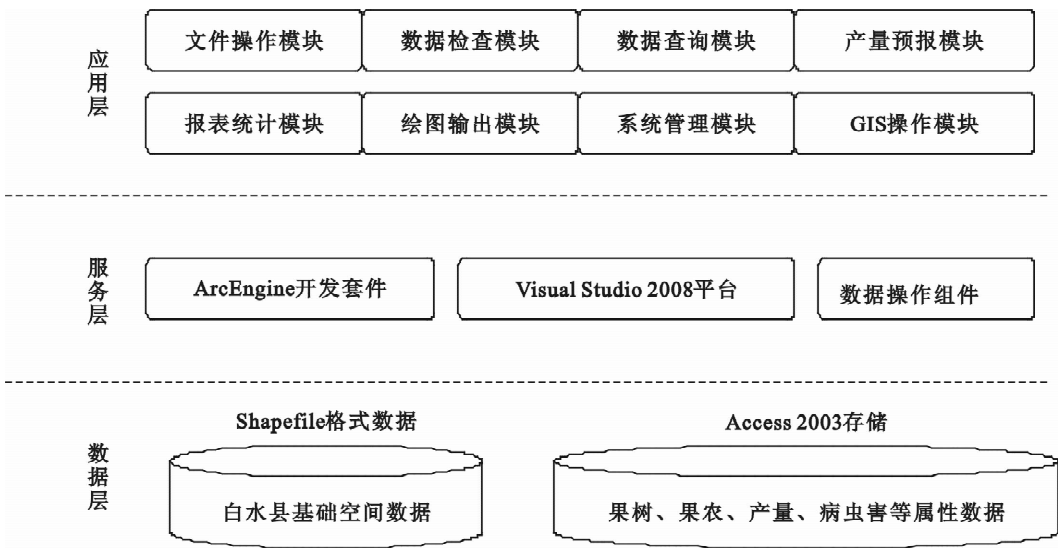 应用层
文件操作模块
数据检查模块
数据查询模块
产量预报模块
报表统计模块
绘图输出模块
系统管理模块
GIS操作模块
服务层
ArcEngine开发套件
Visual Studio 2008平台
数据操作组件
数据层
Shapefile格式数据
白水县基础空间数据
Access 2003存储
果树、果农、产量、病虫害等属性数据